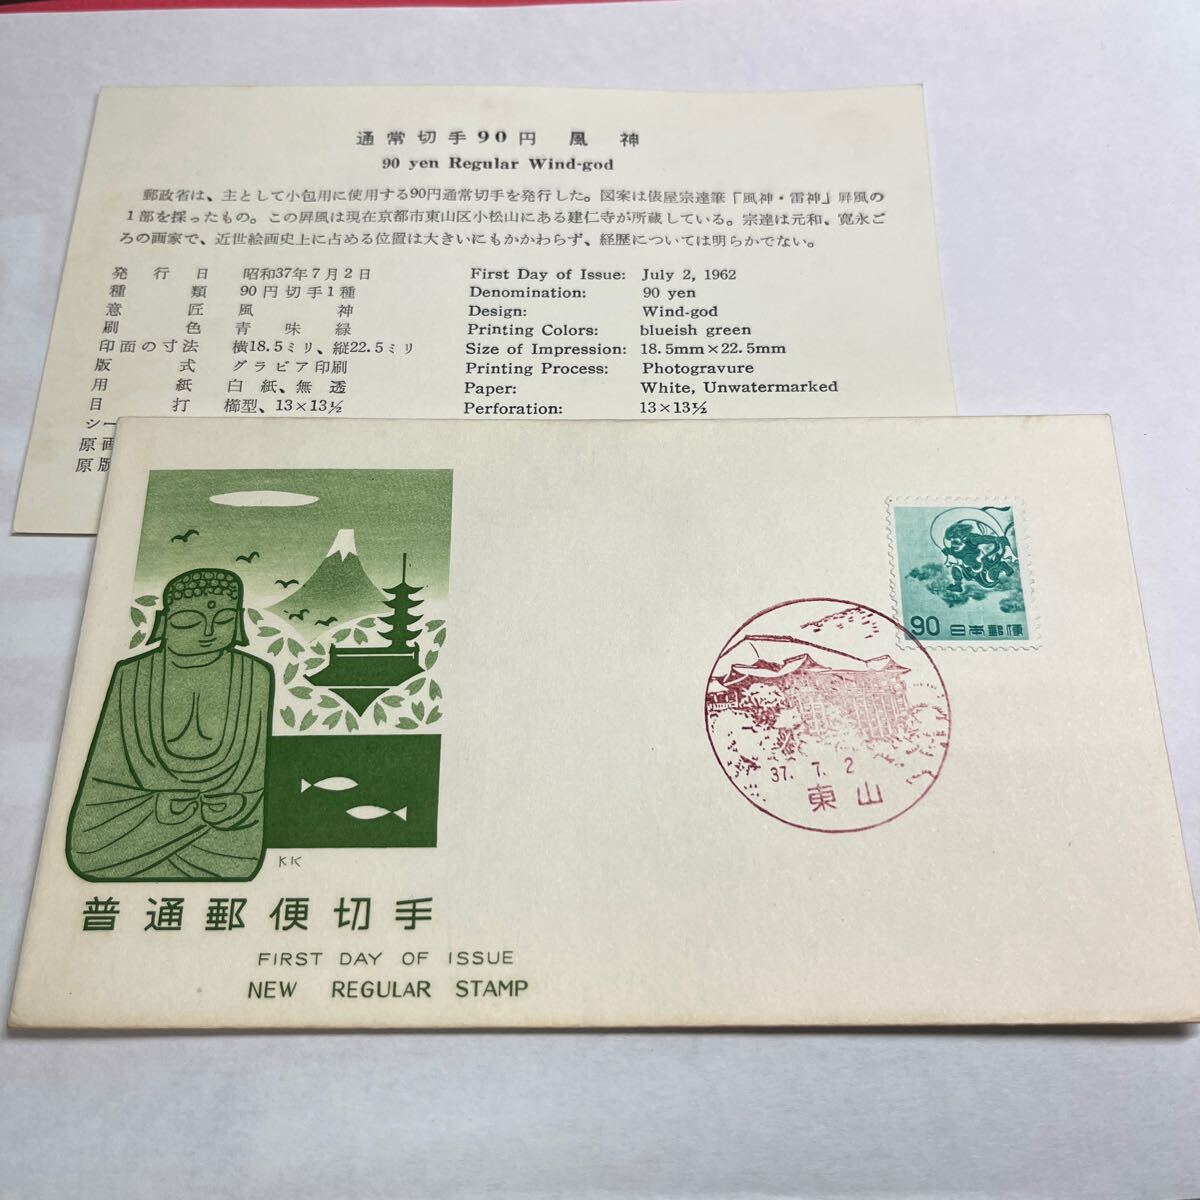 通常切手90円　風　神
90 yen Regular Wind-god
郵政省は、主として小包用に使用する90円通常切手を発行した。図案は俵屋宗達筆「風神・雷神」屛風の
1部を採ったもの。この屛風は現在京都市東山区小松山にある建仁寺が所蔵している。宗達は元和、寛永ご
ろの画家で、近世絵画史上に占める位置は大きいにもかかわらず、経歴については明らかでない。
発行日　昭和37年7月2日
種類　90円切手1種
意匠　風神
刷色　青味緑
印面の寸法　横18.5ミリ、縦22.5ミリ
版式　グラビア印刷
用紙　白紙、無透
目打　櫛型、13×13½
シー
原画
原版
First Day of Issue: July 2, 1962
Denomination: 90 yen
Design: Wind-god
Printing Colors: blueish green
Size of Impression: 18.5mm×22.5mm
Printing Process: Photogravure
Paper: White, Unwatermarked
Perforation: 13×13½
90 日本郵便
37. 7. 2
東山
KK
普通郵便切手
FIRST DAY OF ISSUE
NEW REGULAR STAMP